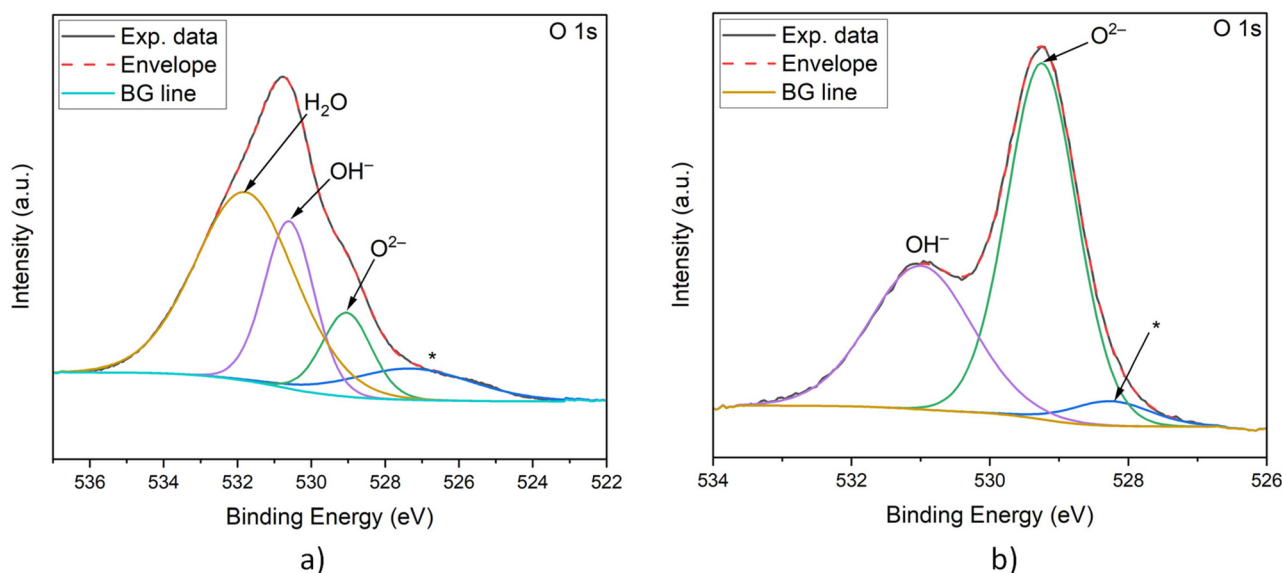 O 1s
Exp. data
Envelope
BG line
H₂O
OH⁻
O²⁻
*
Intensity (a.u.)
536 534 532 530 528 526 524 522
Binding Energy (eV)
a)
O 1s
Exp. data
Envelope
BG line
O²⁻
OH⁻
*
Intensity (a.u.)
534 532 530 528 526
Binding Energy (eV)
b)